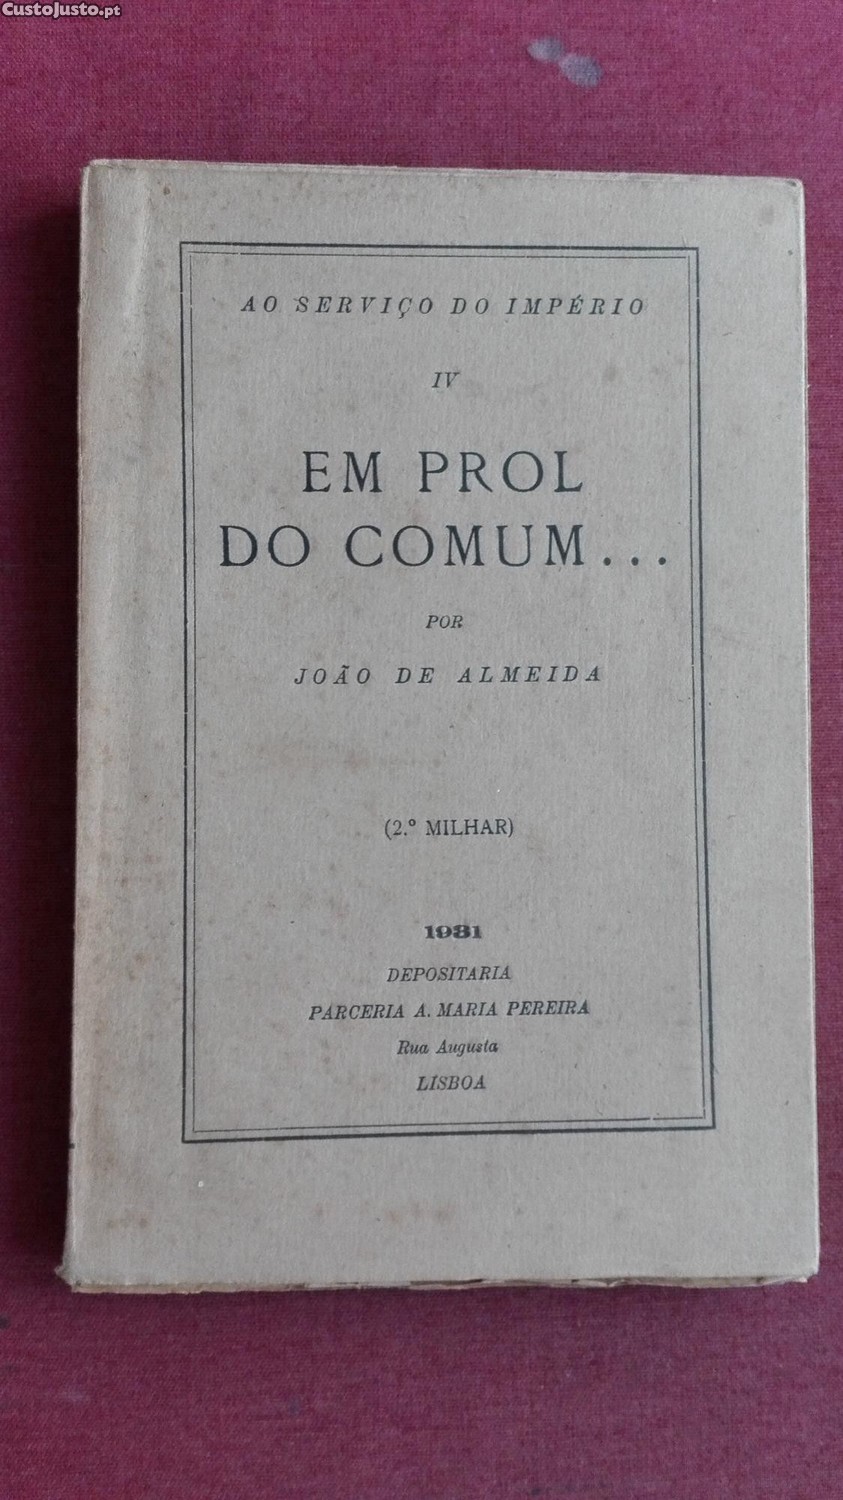 CustoJusto.pt
AO SERVIÇO DO IMPÉRIO
IV
EM PROL
DO COMUM...
POR
JOÃO DE ALMEIDA
(2.º MILHAR)
1931
DEPOSITARIA
PARCERIA A. MARIA PEREIRA
Rua Augusta
LISBOA